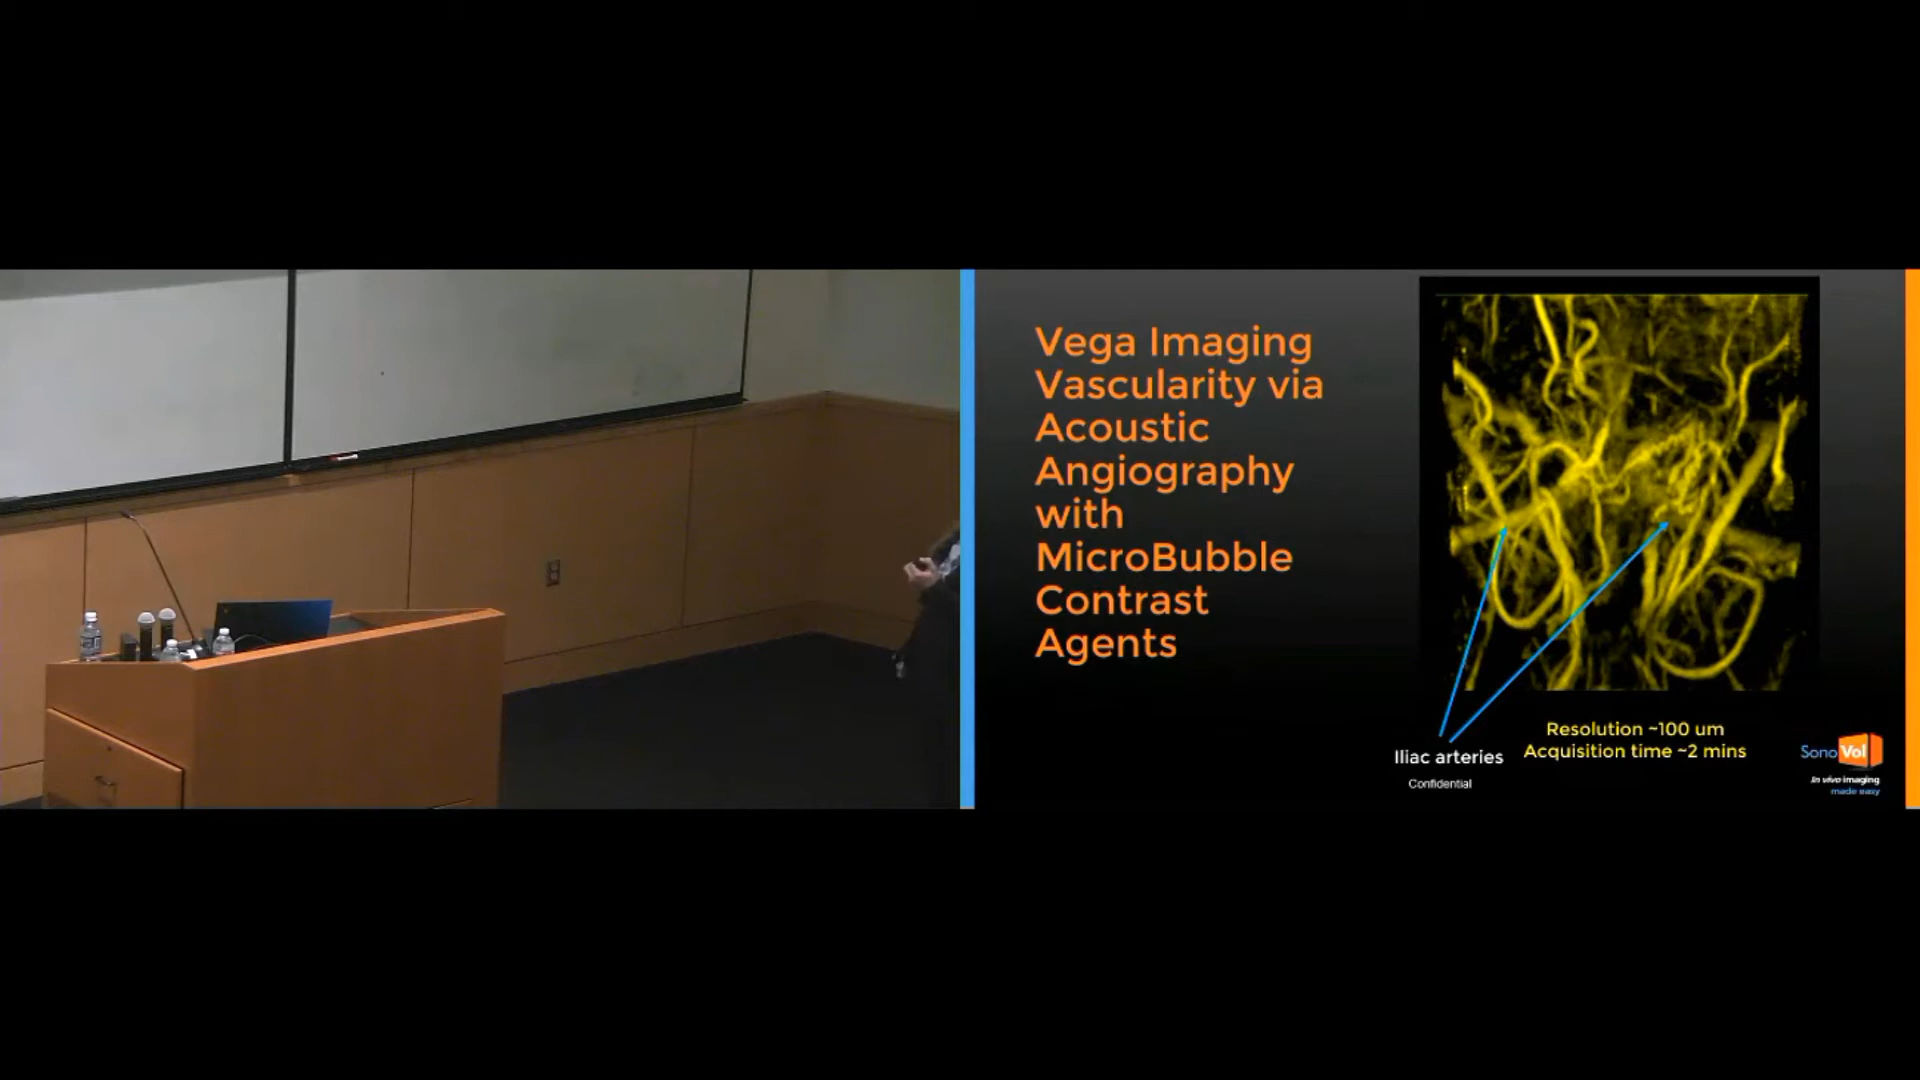 Vega Imaging
Vascularity via
Acoustic
Angiography
with
MicroBubble
Contrast
Agents
Resolution ~100 um
Acquisition time ~2 mins
Iliac arteries
Confidential
SonoVol
In vivo imaging
made easy